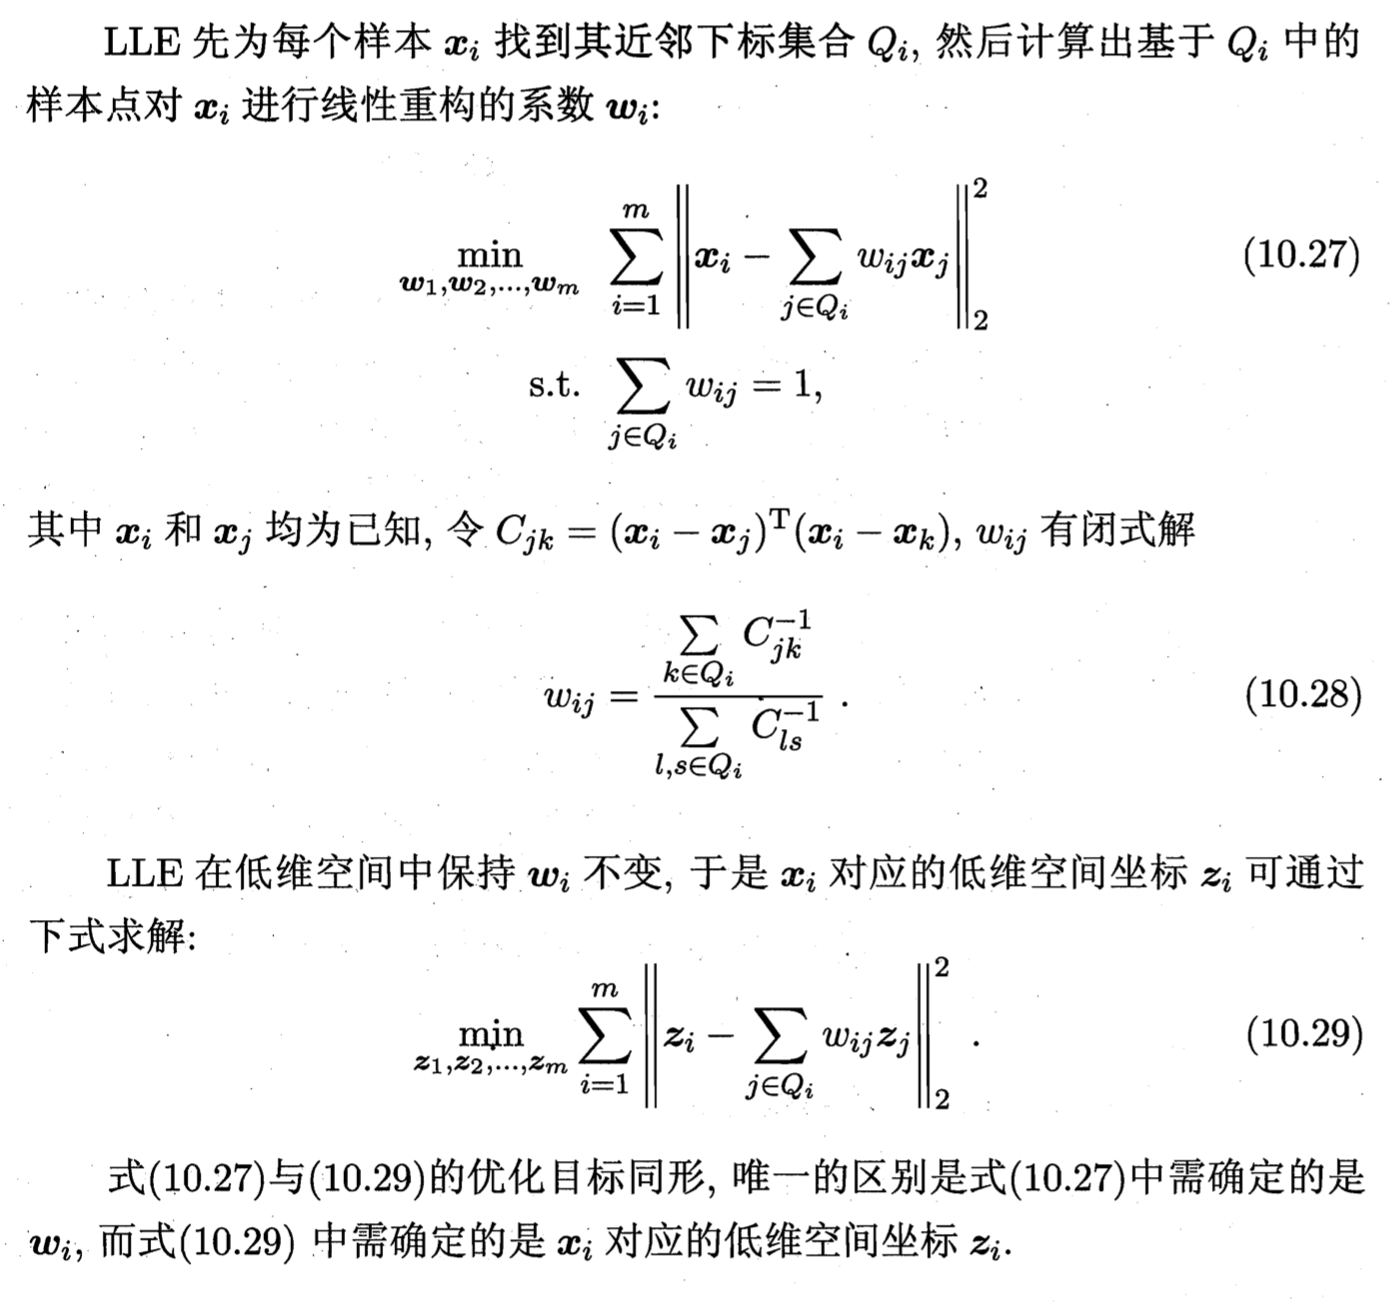 LLE 先为每个样本 $\boldsymbol{x}_i$ 找到其近邻下标集合 $Q_i$, 然后计算出基于 $Q_i$ 中的
样本点对 $\boldsymbol{x}_i$ 进行线性重构的系数 $\boldsymbol{w}_i$:
$$\min_{\boldsymbol{w}_1,\boldsymbol{w}_2,\ldots,\boldsymbol{w}_m} \sum_{i=1}^{m} \left\| \boldsymbol{x}_i - \sum_{j \in Q_i} w_{ij}\boldsymbol{x}_j \right\|_2^2 \quad (10.27)$$
$$\text{s.t.} \sum_{j \in Q_i} w_{ij} = 1,$$
其中 $\boldsymbol{x}_i$ 和 $\boldsymbol{x}_j$ 均为已知, 令 $C_{jk} = (\boldsymbol{x}_i - \boldsymbol{x}_j)^{\mathrm{T}}(\boldsymbol{x}_i - \boldsymbol{x}_k)$, $w_{ij}$ 有闭式解
$$w_{ij} = \frac{\sum_{k \in Q_i} C_{jk}^{-1}}{\sum_{l,s \in Q_i} C_{ls}^{-1}} . \quad (10.28)$$
LLE 在低维空间中保持 $\boldsymbol{w}_i$ 不变, 于是 $\boldsymbol{x}_i$ 对应的低维空间坐标 $\boldsymbol{z}_i$ 可通过
下式求解:
$$\min_{\boldsymbol{z}_1,\boldsymbol{z}_2,\ldots,\boldsymbol{z}_m} \sum_{i=1}^{m} \left\| \boldsymbol{z}_i - \sum_{j \in Q_i} w_{ij}\boldsymbol{z}_j \right\|_2^2 . \quad (10.29)$$
式(10.27)与(10.29)的优化目标同形, 唯一的区别是式(10.27)中需确定的是
$\boldsymbol{w}_i$, 而式(10.29) 中需确定的是 $\boldsymbol{x}_i$ 对应的低维空间坐标 $\boldsymbol{z}_i$.